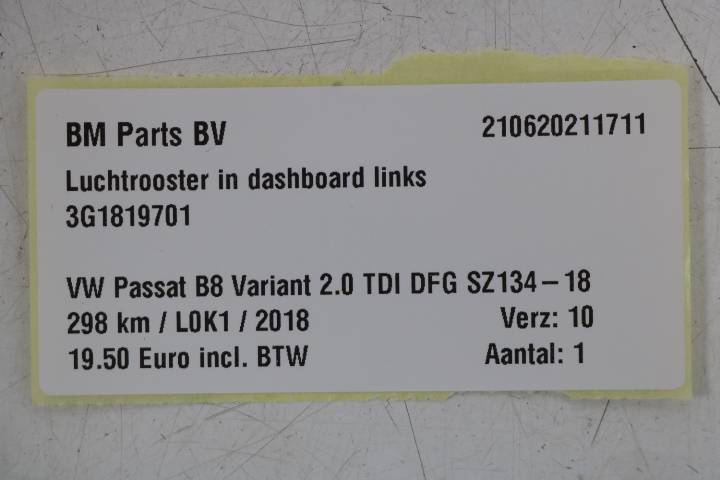 BM Parts BV 210620211711
Luchtrooster in dashboard links
3G1819701
VW Passat B8 Variant 2.0 TDI DFG SZ134-18
298 km / L0K1 / 2018 Verz: 10
19.50 Euro incl. BTW Aantal: 1